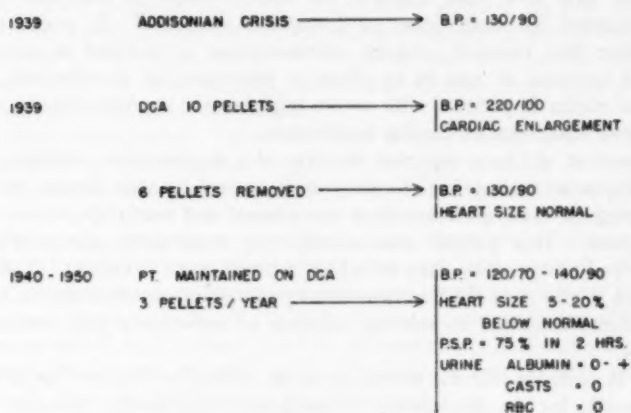 1939 ADDISONIAN CRISIS B.P. = 130/90
1939 DCA 10 PELLETS B.P. = 220/100
CARDIAC ENLARGEMENT
6 PELLETS REMOVED B.P. = 130/90
HEART SIZE NORMAL
1940 - 1950 PT. MAINTAINED ON DCA B.P. = 120/70 - 140/90
3 PELLETS / YEAR HEART SIZE 5 - 20%
BELOW NORMAL
P.S.P. = 75% IN 2 HRS.
URINE ALBUMIN = 0 - +
CASTS = 0
RBC = 0